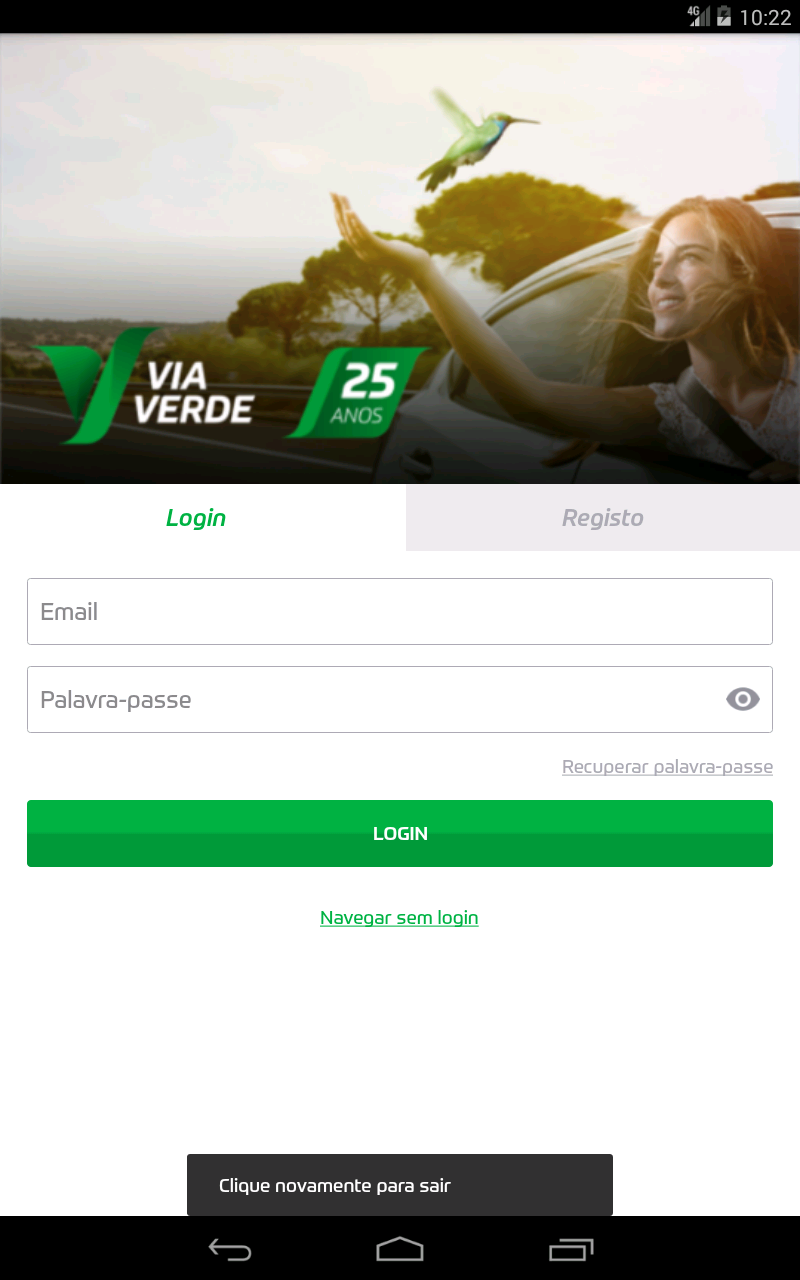 4G 10:22
VIA
VERDE
25
ANOS
Login
Registo
Email
Palavra-passe
Recuperar palavra-passe
LOGIN
Navegar sem login
Clique novamente para sair